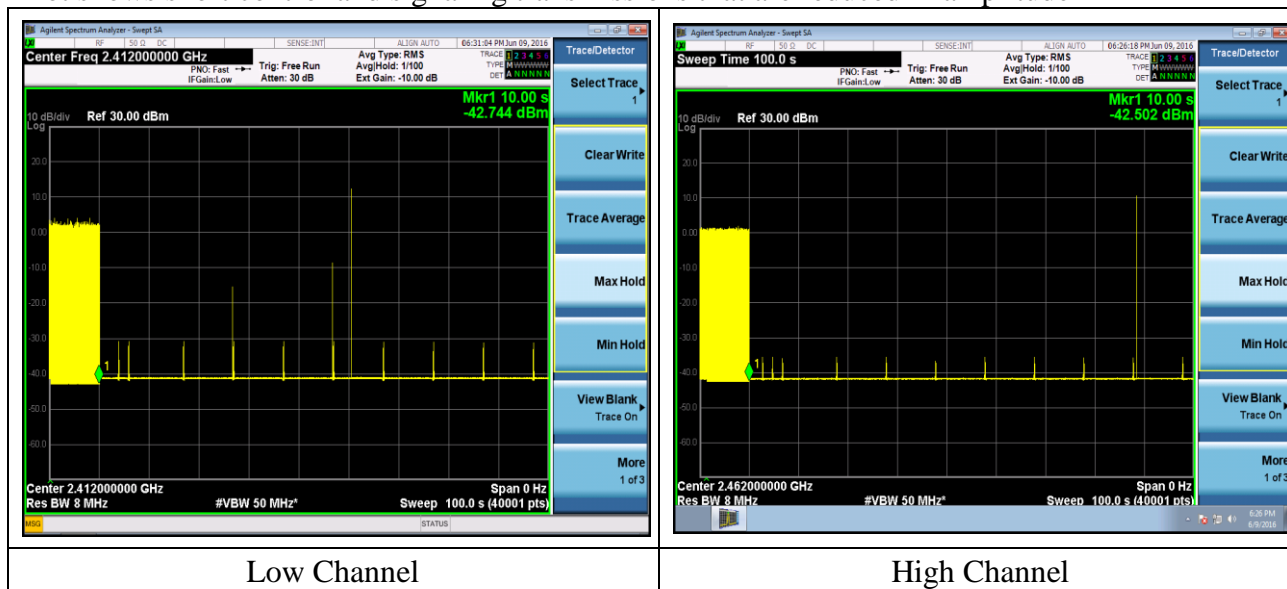 Agilent Spectrum Analyzer - Swept SA
RF 50 Ω DC SENSE:INT ALIGN AUTO 06:31:04 PM Jun 09, 2016
Center Freq 2.412000000 GHz
PNO: Fast
IFGain:Low
Trig: Free Run
Atten: 30 dB
Avg Type: RMS
Avg|Hold: 1/100
Ext Gain: -10.00 dB
TRACE 1 2 3 4 5 6
TYPE M W W W W W
DET A N N N N N
Mkr1 10.00 s
-42.744 dBm
10 dB/div Ref 30.00 dBm
Log
20.0
10.0
0.00
-10.0
-20.0
-30.0
-40.0
-50.0
-60.0
1
Center 2.412000000 GHz Span 0 Hz
Res BW 8 MHz #VBW 50 MHz* Sweep 100.0 s (40001 pts)
MSG STATUS
Trace/Detector
Select Trace
1
Clear Write
Trace Average
Max Hold
Min Hold
View Blank
Trace On
More
1 of 3
Agilent Spectrum Analyzer - Swept SA
RF 50 Ω DC SENSE:INT ALIGN AUTO 06:26:18 PM Jun 09, 2016
Sweep Time 100.0 s
PNO: Fast
IFGain:Low
Trig: Free Run
Atten: 30 dB
Avg Type: RMS
Avg|Hold: 1/100
Ext Gain: -10.00 dB
TRACE 1 2 3 4 5 6
TYPE M W W W W W
DET A N N N N N
Mkr1 10.00 s
-42.502 dBm
10 dB/div Ref 30.00 dBm
Log
20.0
10.0
0.00
-10.0
-20.0
-30.0
-40.0
-50.0
-60.0
1
Center 2.462000000 GHz Span 0 Hz
Res BW 8 MHz #VBW 50 MHz* Sweep 100.0 s (40001 pts)
Trace/Detector
Select Trace
1
Clear Write
Trace Average
Max Hold
Min Hold
View Blank
Trace On
More
1 of 3
6:26 PM
6/9/2016
Low Channel
High Channel